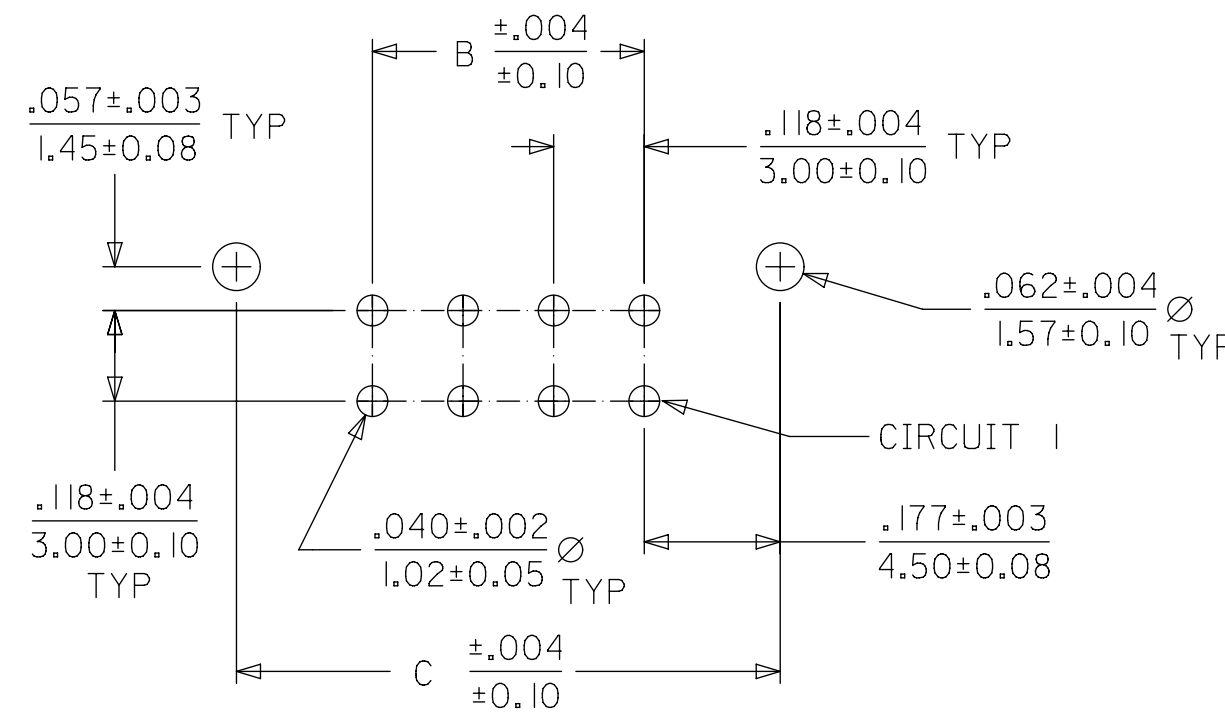 B ±.004
±0.10
.057±.003
1.45±0.08 TYP
.118±.004
3.00±0.10 TYP
.062±.004
1.57±0.10 Ø
TYP
CIRCUIT 1
.118±.004
3.00±0.10
TYP
.040±.002
1.02±0.05 Ø
TYP
.177±.003
4.50±0.08
C ±.004
±0.10